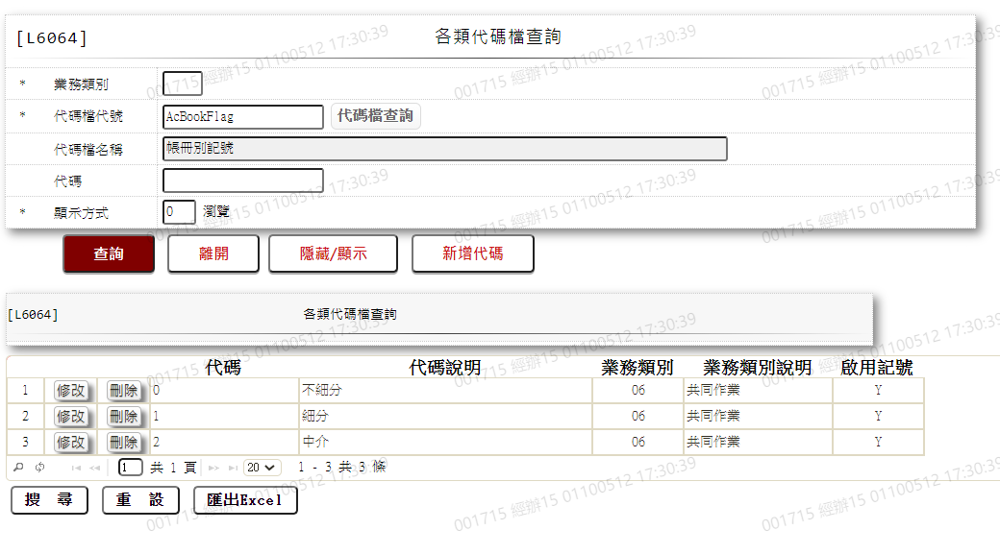 [L6064] 各類代碼檔查詢
* 業務類別
* 代碼檔代號 AcBookFlag 代碼檔查詢
代碼檔名稱 帳冊別記號
代碼
* 顯示方式 0 瀏覽
查詢 離開 隱藏/顯示 新增代碼
[L6064] 各類代碼檔查詢
代碼 代碼說明 業務類別 業務類別說明 啟用記號
1 修改 刪除 0 不細分 06 共同作業 Y
2 修改 刪除 1 細分 06 共同作業 Y
3 修改 刪除 2 中介 06 共同作業 Y
1 共 1 頁 20 1 - 3 共 3 條
搜 尋 重 設 匯出Excel
001715 經辦15 01100512 17:30:39